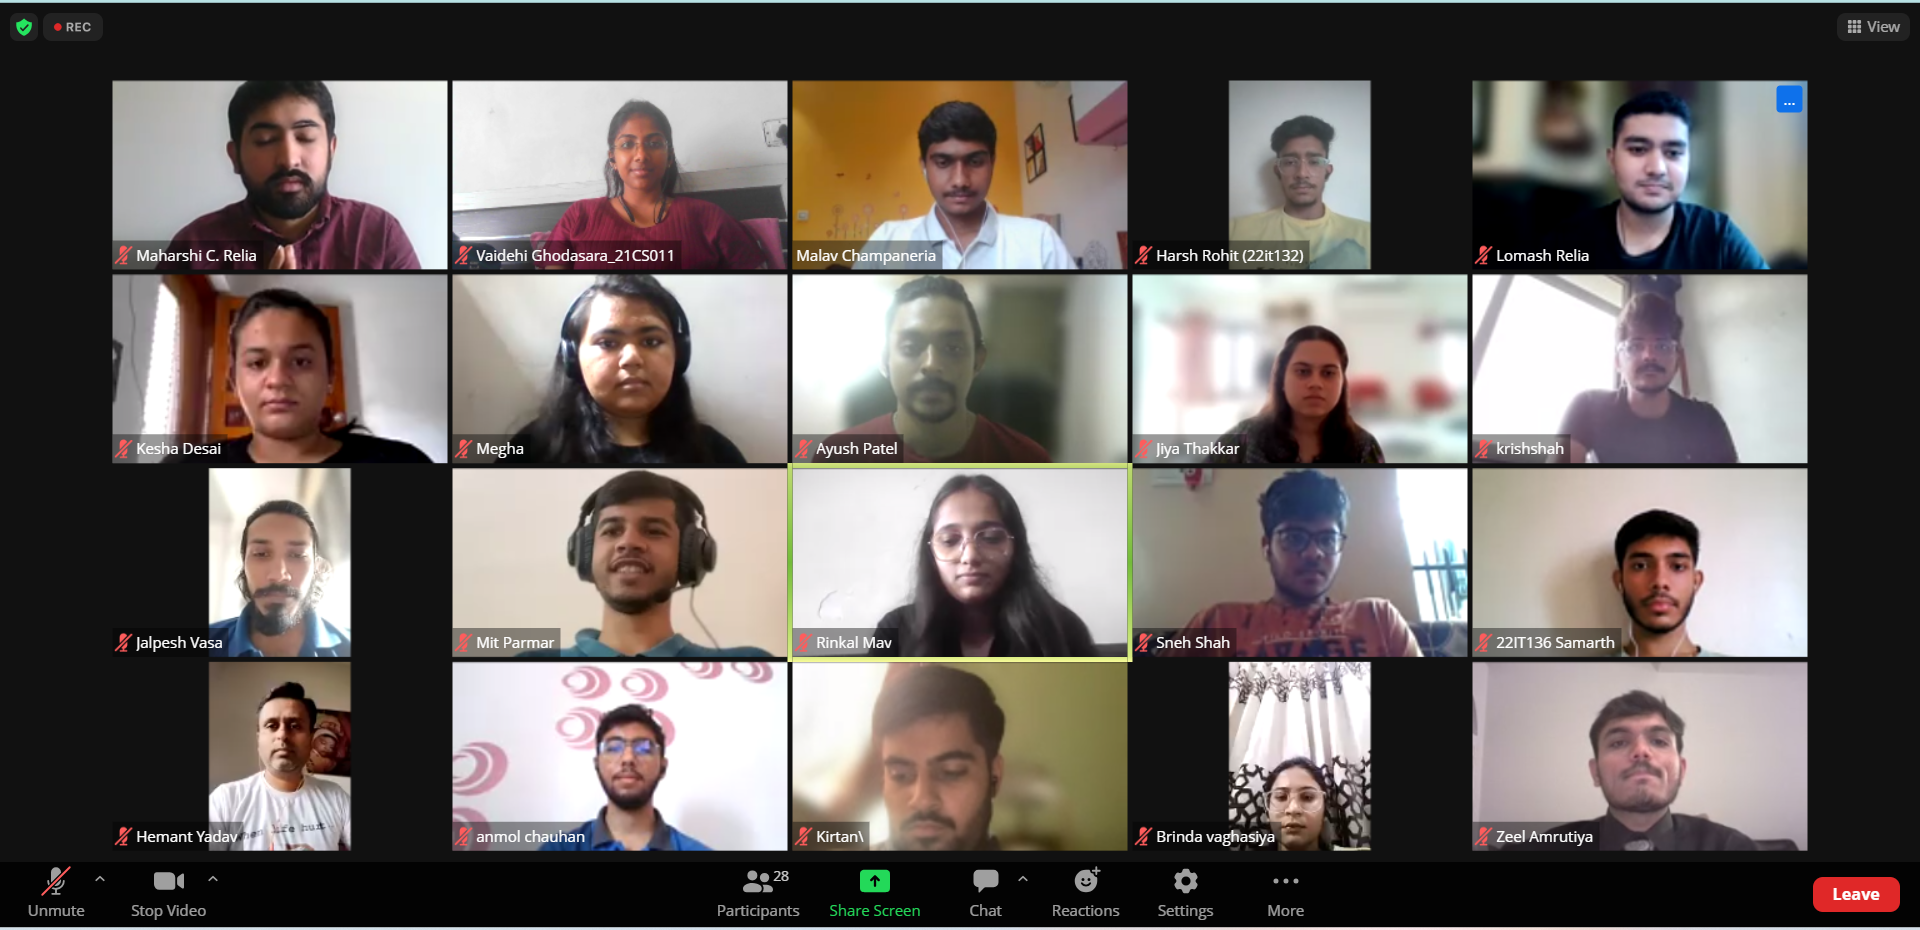 REC
View
Maharshi C. Relia
Vaidehi Ghodasara_21CS011
Malav Champaneria
Harsh Rohit (22it132)
...
Lomash Relia
Kesha Desai
Megha
Ayush Patel
Jiya Thakkar
krishshah
Jalpesh Vasa
Mit Parmar
Rinkal Mav
Sneh Shah
22IT136 Samarth
Hemant Yadav
anmol chauhan
Kirtan\
Brinda vaghasiya
Zeel Amrutiya
Unmute
Stop Video
28
Participants
Share Screen
Chat
Reactions
Settings
More
Leave